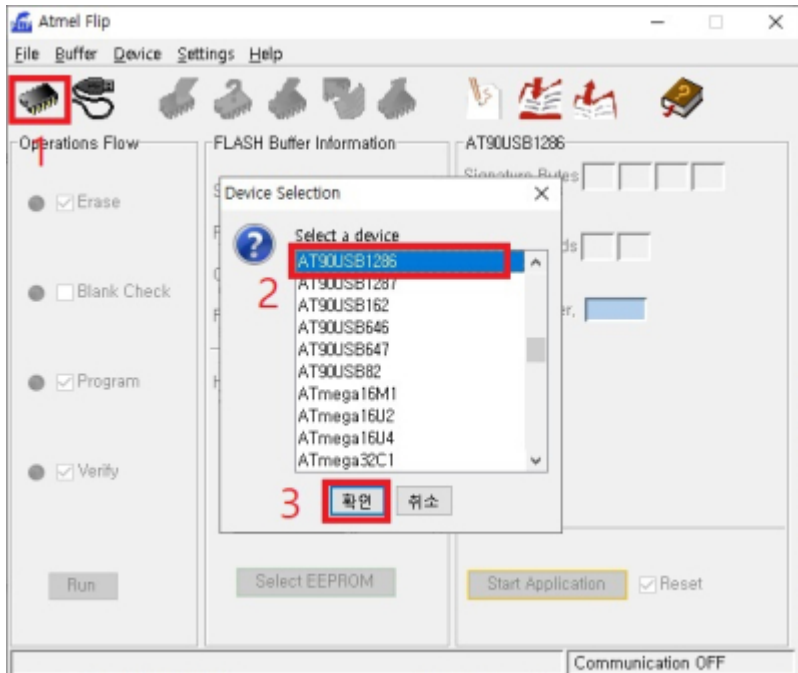 Atmel Flip
File Buffer Device Settings Help
1
Operations Flow
FLASH Buffer Information
AT90USB1286
Signature Bytes
Erase
Device Selection
Select a device
AT90USB1286
2
AT90USB1287
AT90USB162
AT90USB646
AT90USB647
AT90USB82
ATmega16M1
ATmega16U2
ATmega16U4
ATmega32C1
Blank Check
Program
Verify
3
확인
취소
Run
Select EEPROM
Start Application
Reset
Communication OFF